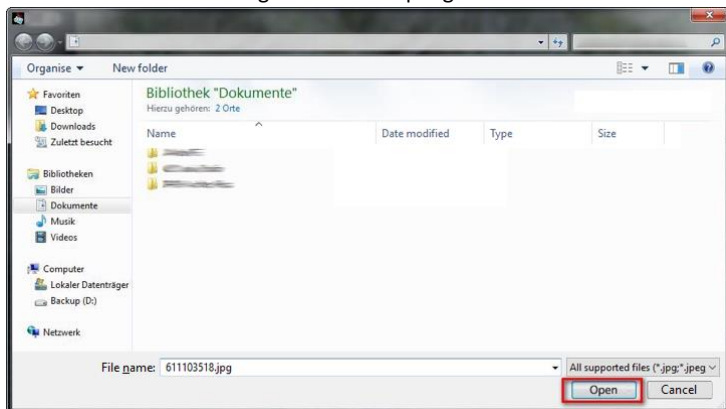 Organise New folder
Favoriten
Desktop
Downloads
Zuletzt besucht
Bibliotheken
Bilder
Dokumente
Musik
Videos
Computer
Lokaler Datenträger
Backup (D:)
Netzwerk
Bibliothek "Dokumente"
Hierzu gehören: 2 Orte
Name Date modified Type Size
File name: 611103518.jpg All supported files (*.jpg;*.jpeg
Open Cancel